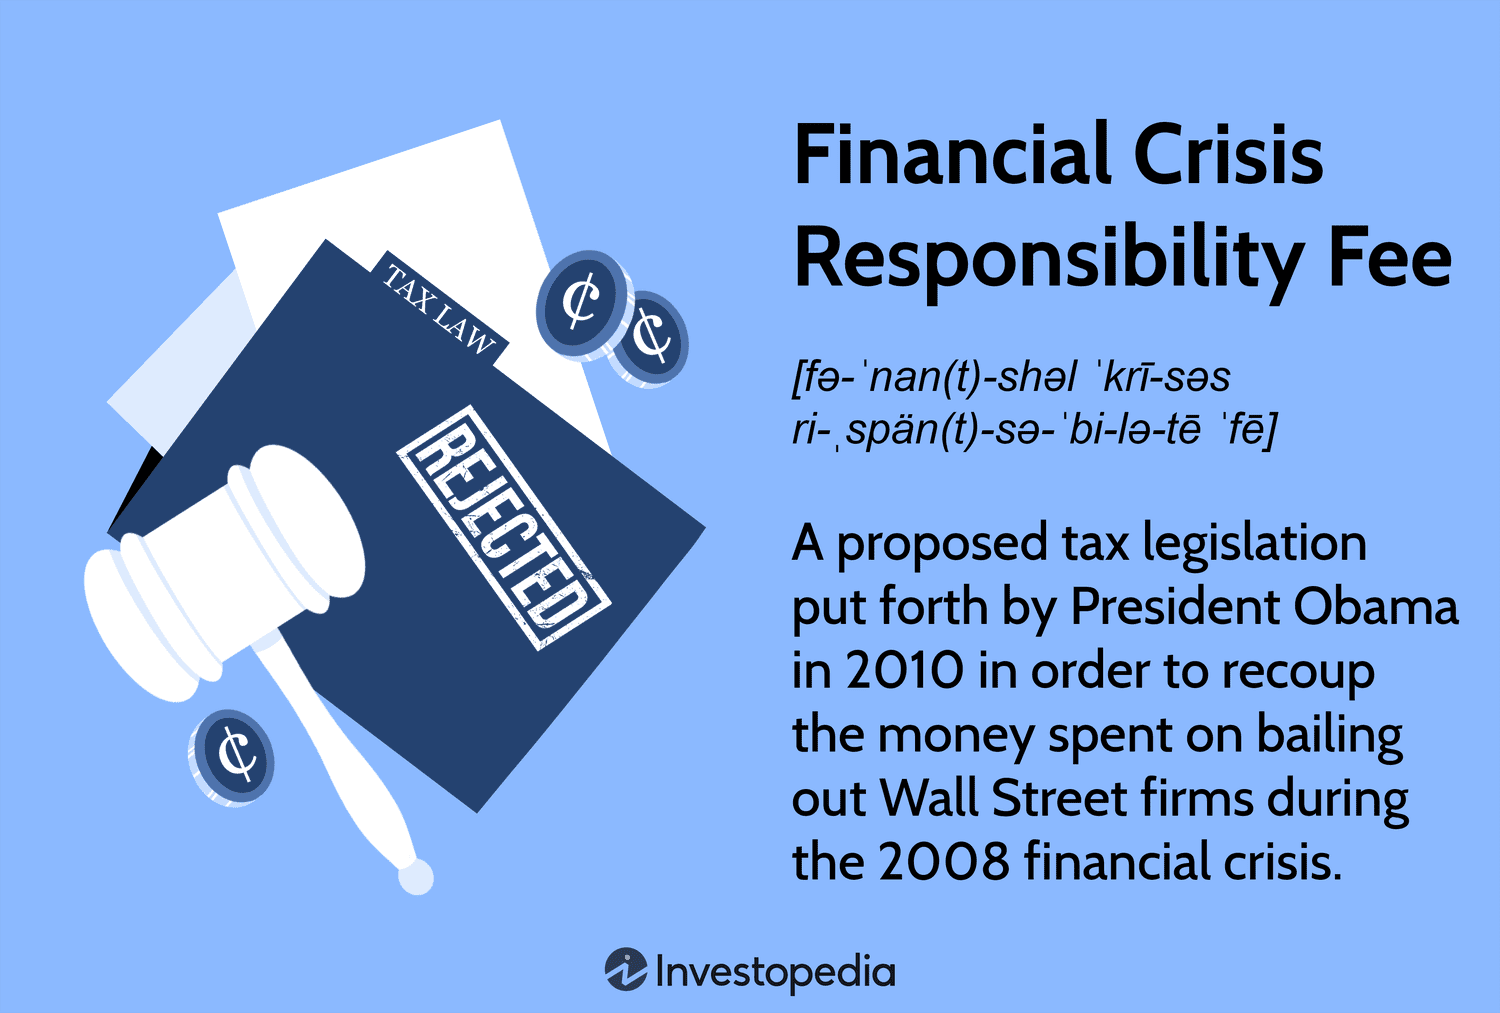 TAX LAW
REJECTED
Financial Crisis
Responsibility Fee
[fə-ˈnan(t)-shəl ˈkrī-səs
ri-ˌspän(t)-sə-ˈbi-lə-tē ˈfē]
A proposed tax legislation
put forth by President Obama
in 2010 in order to recoup
the money spent on bailing
out Wall Street firms during
the 2008 financial crisis.
Investopedia